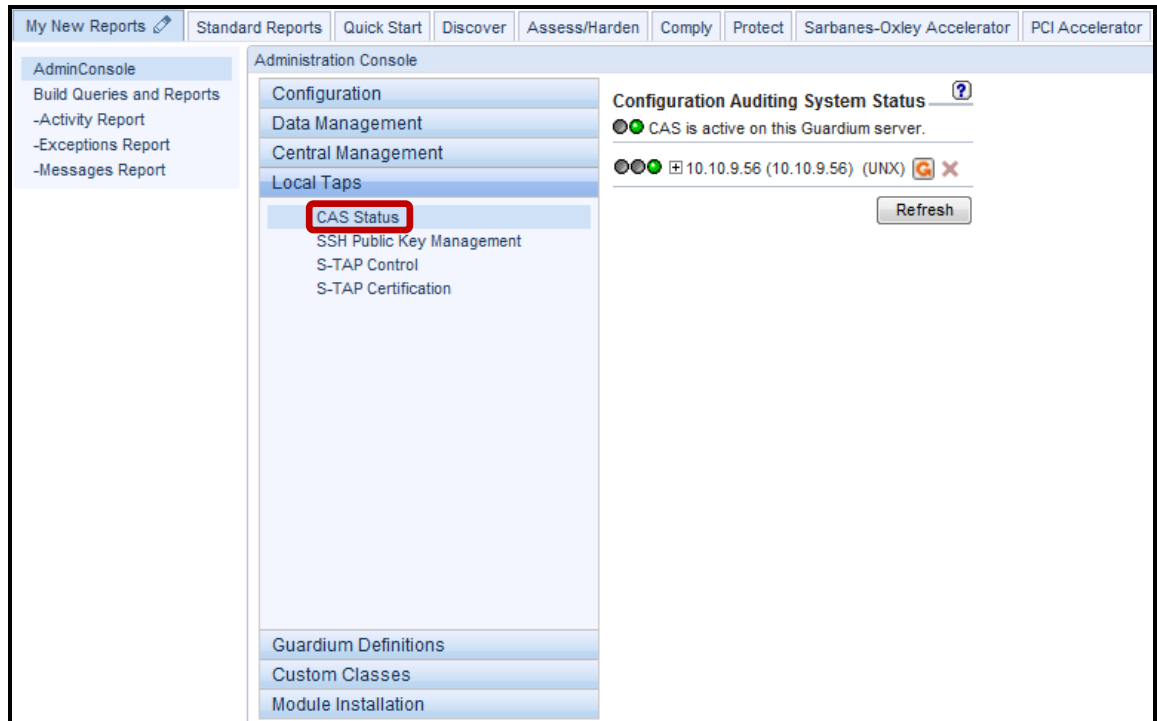 My New Reports Standard Reports Quick Start Discover Assess/Harden Comply Protect Sarbanes-Oxley Accelerator PCI Accelerator
AdminConsole
Build Queries and Reports
-Activity Report
-Exceptions Report
-Messages Report
Administration Console
Configuration
Data Management
Central Management
Local Taps
CAS Status
SSH Public Key Management
S-TAP Control
S-TAP Certification
Guardium Definitions
Custom Classes
Module Installation
Configuration Auditing System Status ?
CAS is active on this Guardium server.
10.10.9.56 (10.10.9.56) (UNX) G
Refresh